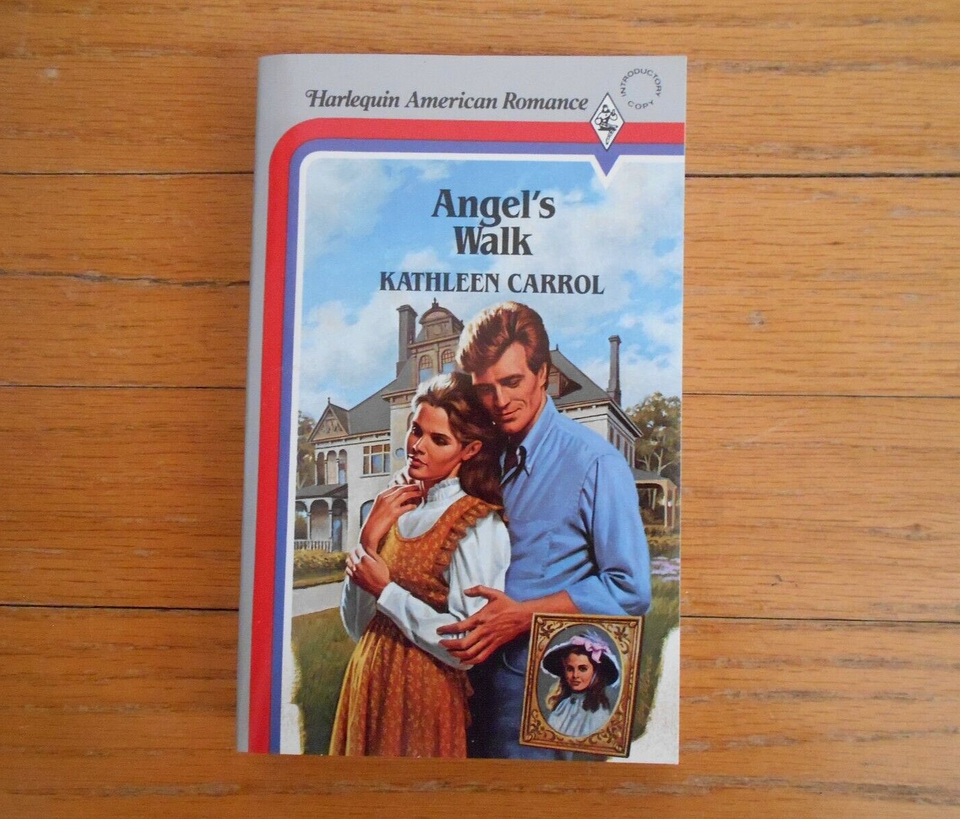 Harlequin American Romance
INTRODUCTORY
COPY
Angel's
Walk
KATHLEEN CARROL